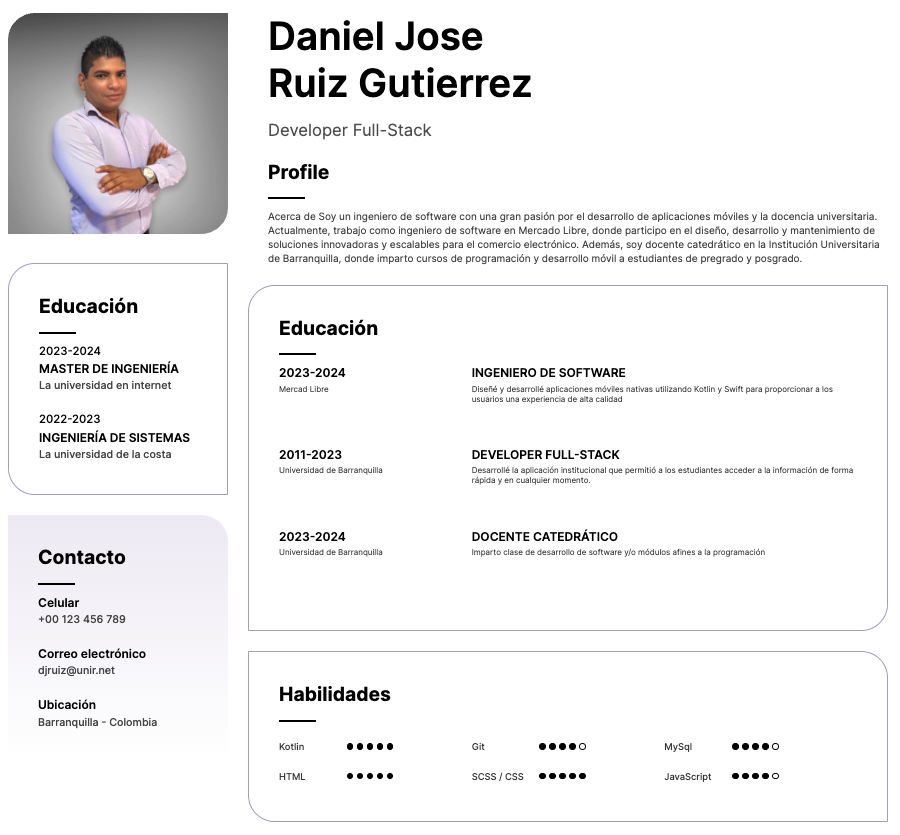 Daniel Jose
Ruiz Gutierrez
Developer Full-Stack
Profile
Acerca de Soy un ingeniero de software con una gran pasión por el desarrollo de aplicaciones móviles y la docencia universitaria.
Actualmente, trabajo como ingeniero de software en Mercado Libre, donde participo en el diseño, desarrollo y mantenimiento de
soluciones innovadoras y escalables para el comercio electrónico. Además, soy docente catedrático en la Institución Universitaria
de Barranquilla, donde imparto cursos de programación y desarrollo móvil a estudiantes de pregrado y posgrado.
Educación
2023-2024
MASTER DE INGENIERÍA
La universidad en internet
2022-2023
INGENIERÍA DE SISTEMAS
La universidad de la costa
Contacto
Celular
+00 123 456 789
Correo electrónico
djruiz@unir.net
Ubicación
Barranquilla - Colombia
Educación
2023-2024
Mercad Libre
INGENIERO DE SOFTWARE
Diseñé y desarrollé aplicaciones móviles nativas utilizando Kotlin y Swift para proporcionar a los
usuarios una experiencia de alta calidad
2011-2023
Universidad de Barranquilla
DEVELOPER FULL-STACK
Desarrollé la aplicación institucional que permitió a los estudiantes acceder a la información de forma
rápida y en cualquier momento.
2023-2024
Universidad de Barranquilla
DOCENTE CATEDRÁTICO
Imparto clase de desarrollo de software y/o módulos afines a la programación
Habilidades
Kotlin
Git
MySql
HTML
SCSS / CSS
JavaScript